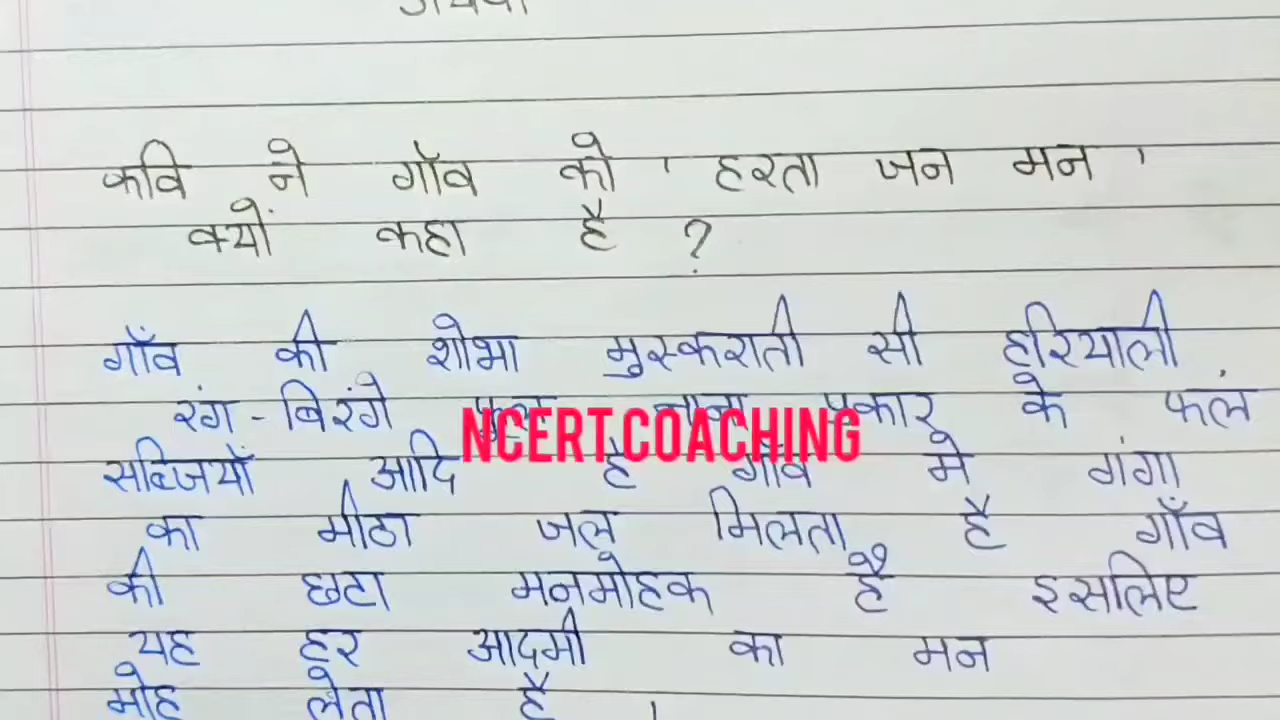 अथवा
कवि ने गाँव को ' हरता जन मन '
क्यों कहा है ?
गाँव की शोभा मुस्कराती सी हरियाली
रंग - बिरंगे फुल नाना प्रकार के फल
सब्जियाँ आदि है गाँव मे गंगा
का मीठा जल मिलता है गाँव
की छटा मनमोहक है इसलिए
यह हर आदमी का मन
मोह लेता है ।
NCERT COACHING